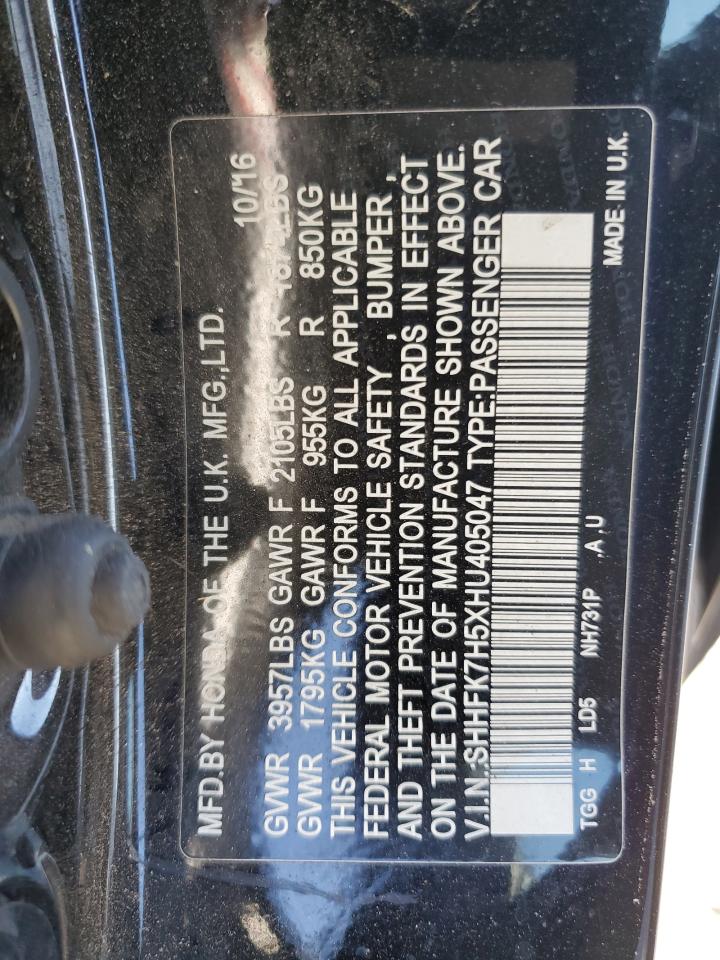 MFD.BY HONDA OF THE U.K. MFG.,LTD. 10/'16
GVWR 3957LBS GAWR F 2105LBS R 1874LBS
GVWR 1795KG GAWR F 955KG R 850KG
THIS VEHICLE CONFORMS TO ALL APPLICABLE
FEDERAL MOTOR VEHICLE SAFETY , BUMPER ,
AND THEFT PREVENTION STANDARDS IN EFFECT
ON THE DATE OF MANUFACTURE SHOWN ABOVE.
V.I.N.:SHHFK7H5XHU405047 TYPE:PASSENGER CAR
TGG H LD5 NH731P A,U MADE IN U.K.